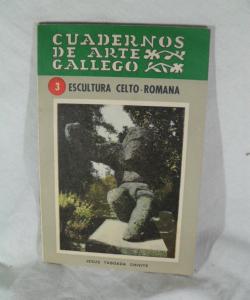 CUADERNOS
DE ARTE
GALLEGO
3 ESCULTURA CELTO-ROMANA
JESUS TABOADA CHIVITE